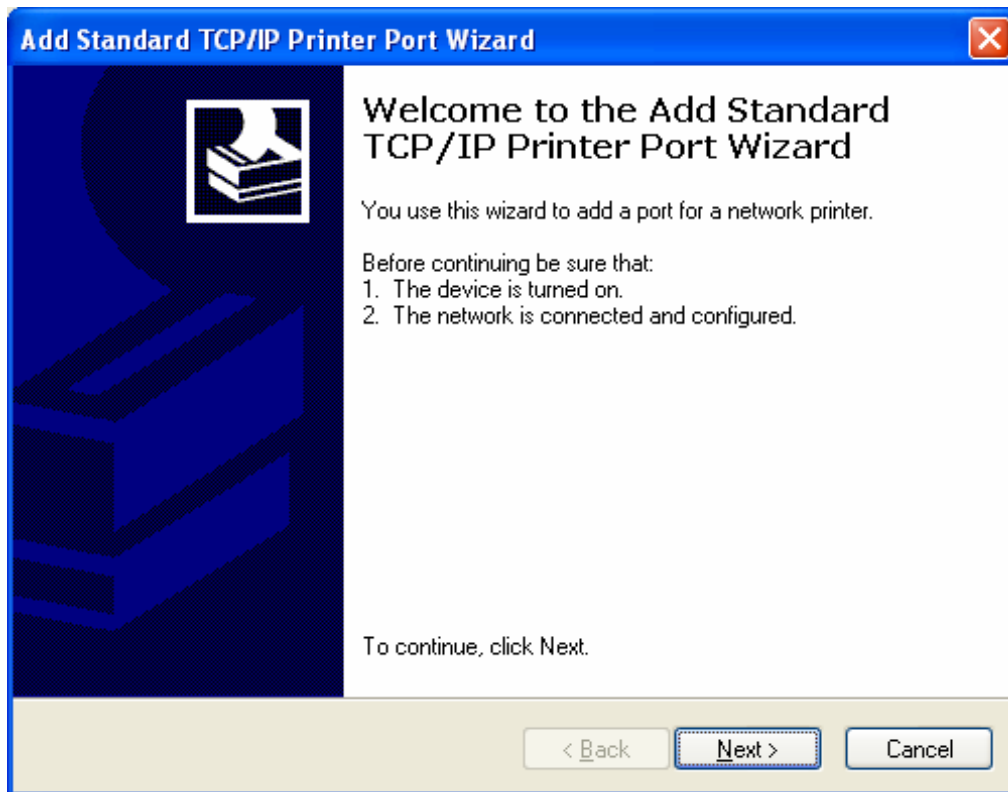 Add Standard TCP/IP Printer Port Wizard
Welcome to the Add Standard
TCP/IP Printer Port Wizard
You use this wizard to add a port for a network printer.
Before continuing be sure that:
1. The device is turned on.
2. The network is connected and configured.
To continue, click Next.
< Back
Next >
Cancel